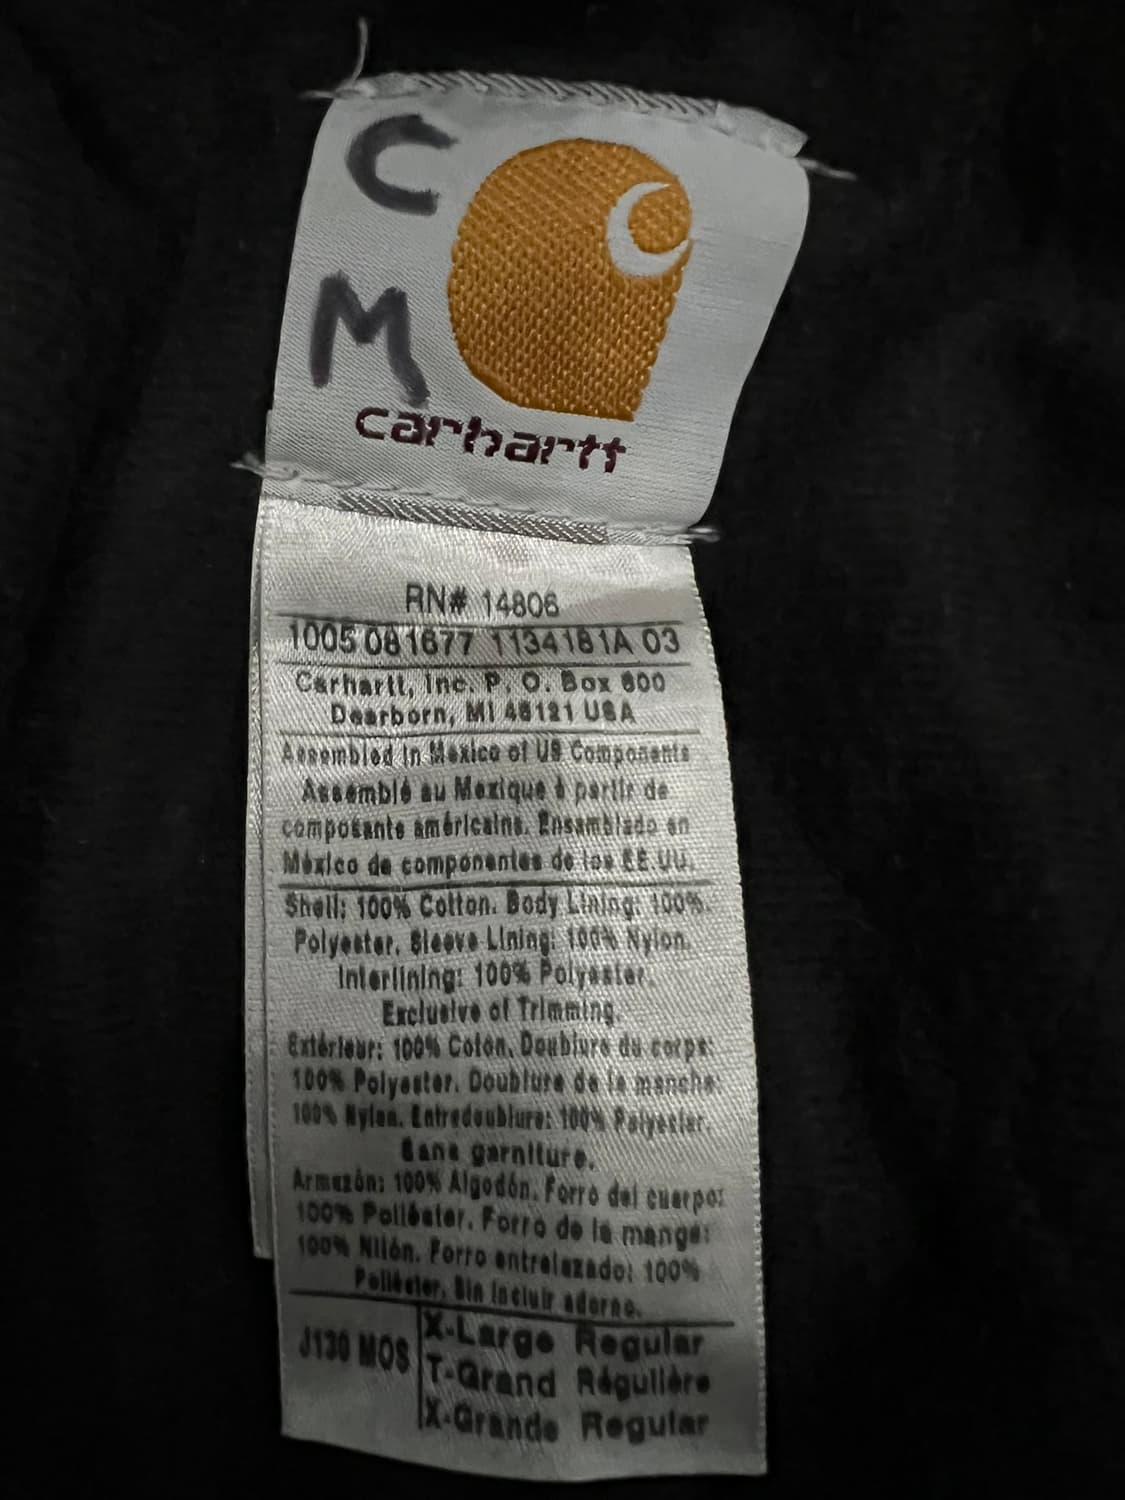 C
M
carhartt
RN# 14806
1005 081677 1134181A 03
Carhartt, Inc. P. O. Box 600
Dearborn, MI 48121 USA
Assembled in Mexico of US Components
Assemblé au Mexique à partir de
composante américains. Ensamblado en
México de componentes de los EE.UU.
Shell: 100% Cotton. Body Lining: 100%
Polyester. Sleeve Lining: 100% Nylon.
Interlining: 100% Polyester.
Exclusive of Trimming.
Extérieur: 100% Coton. Doublure du corps:
100% Polyester. Doublure de la manche:
100% Nylon. Entredoublure: 100% Polyester.
Sans garniture.
Armazón: 100% Algodón. Forro del cuerpo:
100% Poliéster. Forro de la manga:
100% Nilón. Forro entrelazado: 100%
Poliéster. Sin incluir adorno.
J130 MOS
X-Large Regular
T-Grand Régulière
X-Grande Regular